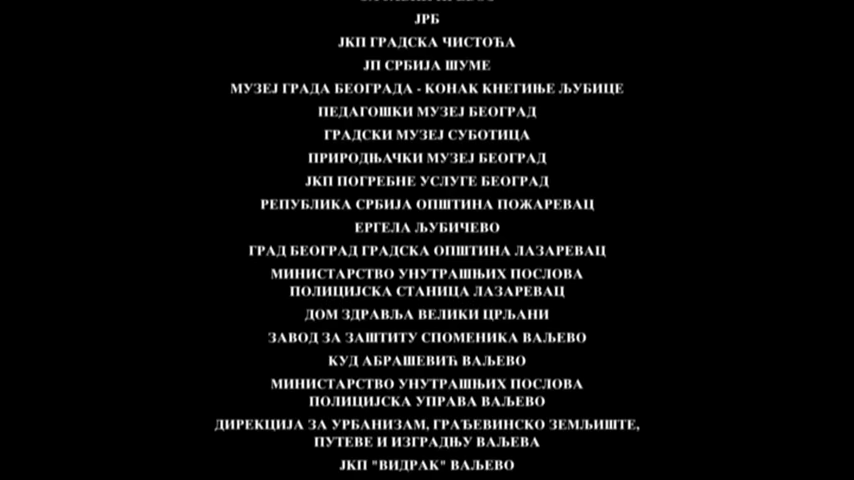 ЈРБ
ЈКП ГРАДСКА ЧИСТОЋА
ЈП СРБИЈА ШУМЕ
МУЗЕЈ ГРАДА БЕОГРАДА - КОНАК КНЕГИЊЕ ЉУБИЦЕ
ПЕДАГОШКИ МУЗЕЈ БЕОГРАД
ГРАДСКИ МУЗЕЈ СУБОТИЦА
ПРИРОДЊАЧКИ МУЗЕЈ БЕОГРАД
ЈКП ПОГРЕБНЕ УСЛУГЕ БЕОГРАД
РЕПУБЛИКА СРБИЈА ОПШТИНА ПОЖАРЕВАЦ
ЕРГЕЛА ЉУБИЧЕВО
ГРАД БЕОГРАД ГРАДСКА ОПШТИНА ЛАЗАРЕВАЦ
МИНИСТАРСТВО УНУТРАШЊИХ ПОСЛОВА
ПОЛИЦИЈСКА СТАНИЦА ЛАЗАРЕВАЦ
ДОМ ЗДРАВЉА ВЕЛИКИ ЦРЉАНИ
ЗАВОД ЗА ЗАШТИТУ СПОМЕНИКА ВАЉЕВО
КУД АБРАШЕВИЋ ВАЉЕВО
МИНИСТАРСТВО УНУТРАШЊИХ ПОСЛОВА
ПОЛИЦИЈСКА УПРАВА ВАЉЕВО
ДИРЕКЦИЈА ЗА УРБАНИЗАМ, ГРАЂЕВИНСКО ЗЕМЉИШТЕ,
ПУТЕВЕ И ИЗГРАДЊУ ВАЉЕВА
ЈКП "ВИДРАК" ВАЉЕВО